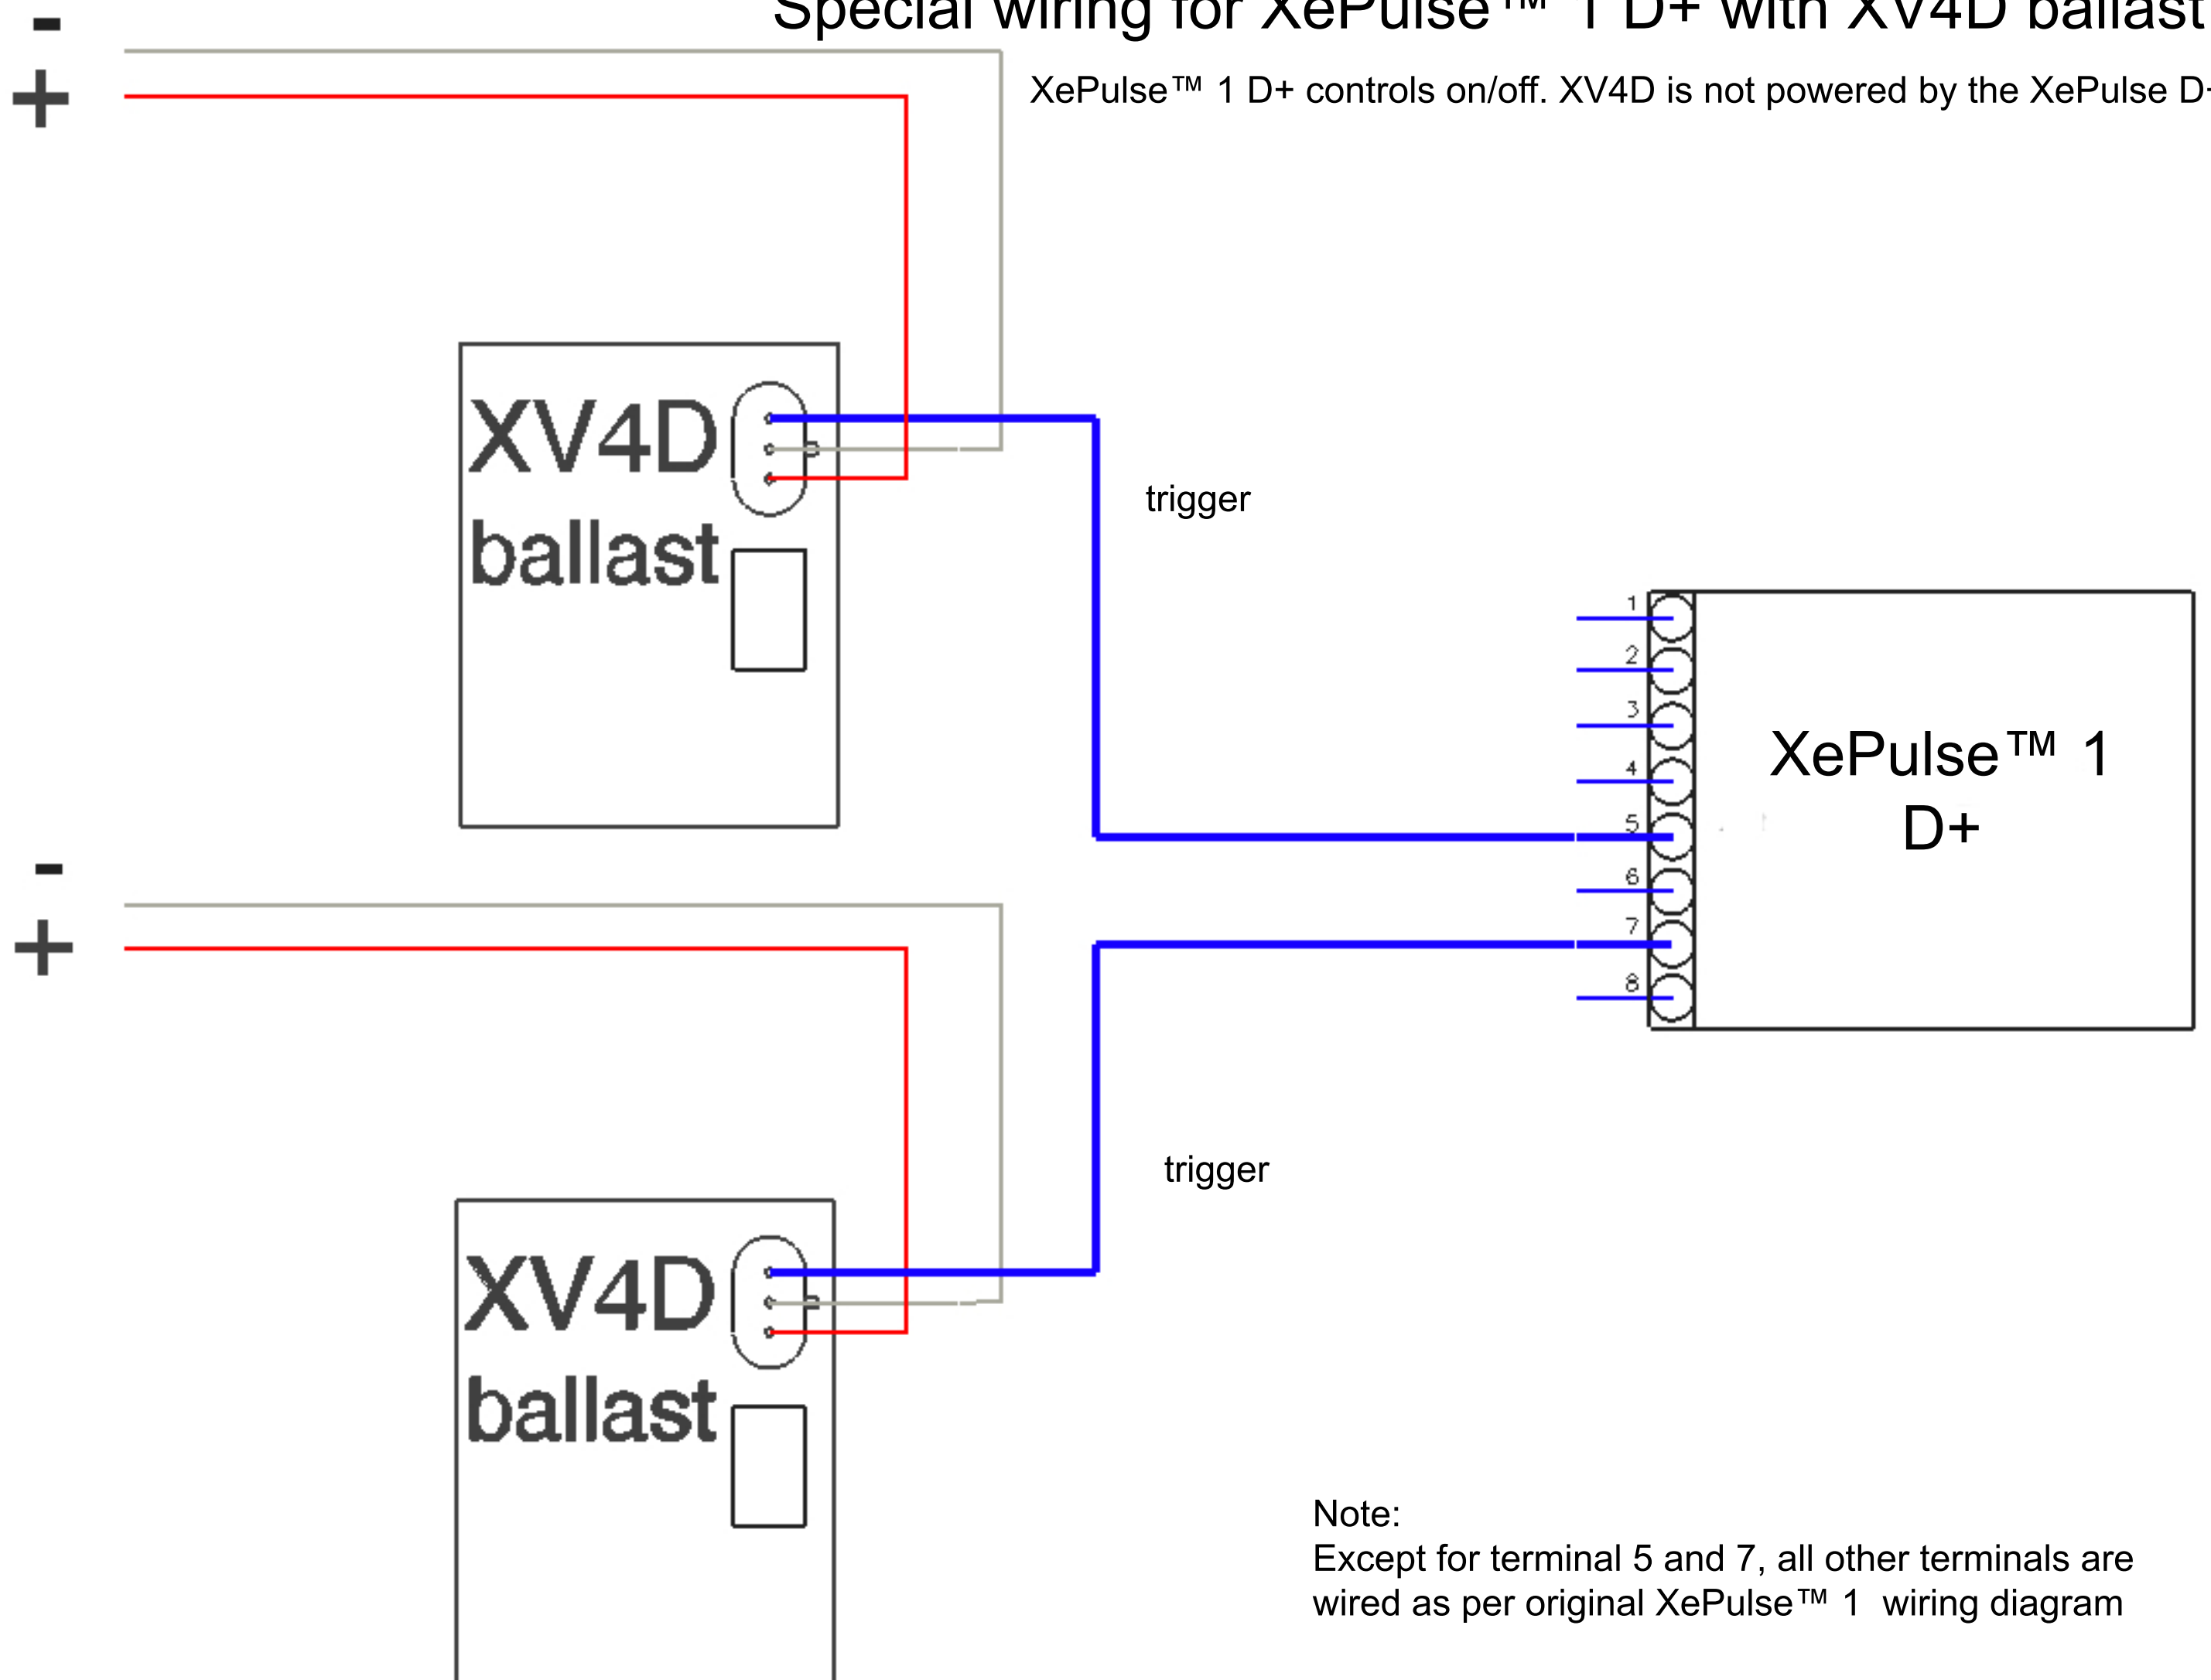 Special wiring for XePulse™ 1 D+ with XV4D ballast
-
+
XePulse™ 1 D+ controls on/off. XV4D is not powered by the XePulse D+
XV4D
ballast
trigger
1
2
3
4
5
6
7
8
XePulse™ 1
D+
-
+
trigger
XV4D
ballast
Note:
Except for terminal 5 and 7, all other terminals are
wired as per original XePulse™ 1 wiring diagram